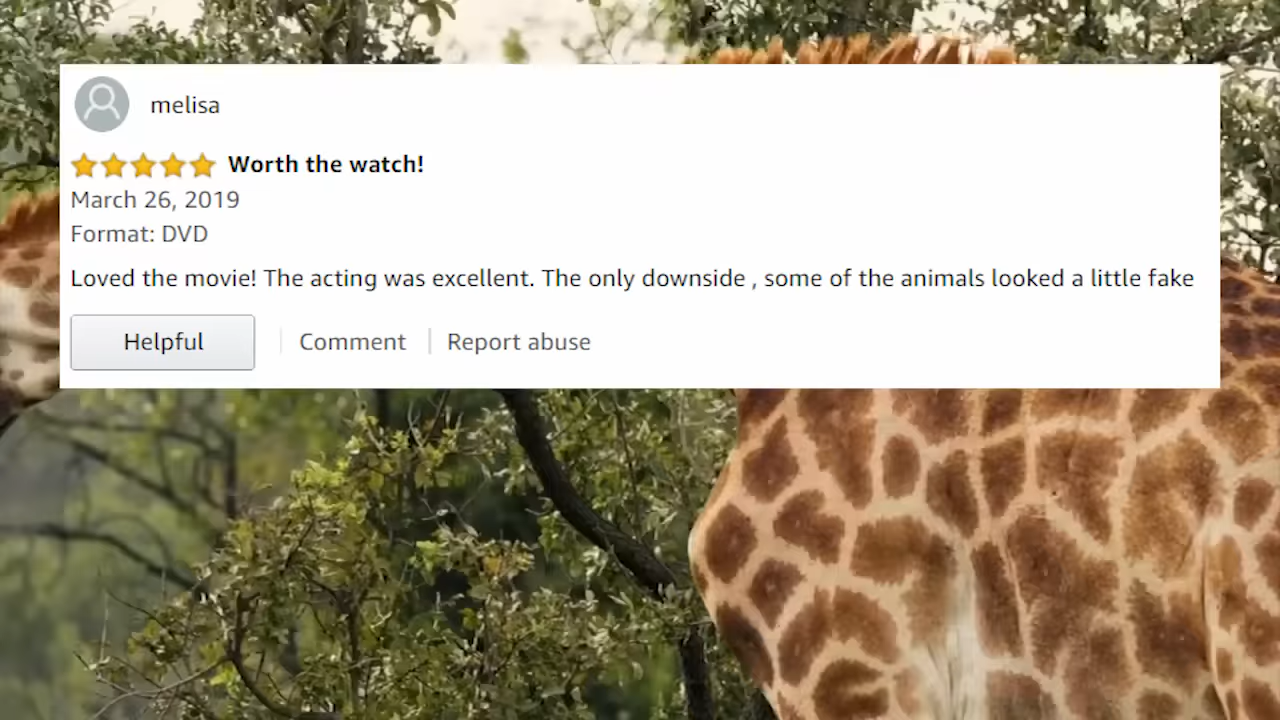 melisa
Worth the watch!
March 26, 2019
Format: DVD
Loved the movie! The acting was excellent. The only downside , some of the animals looked a little fake
Helpful
Comment
Report abuse